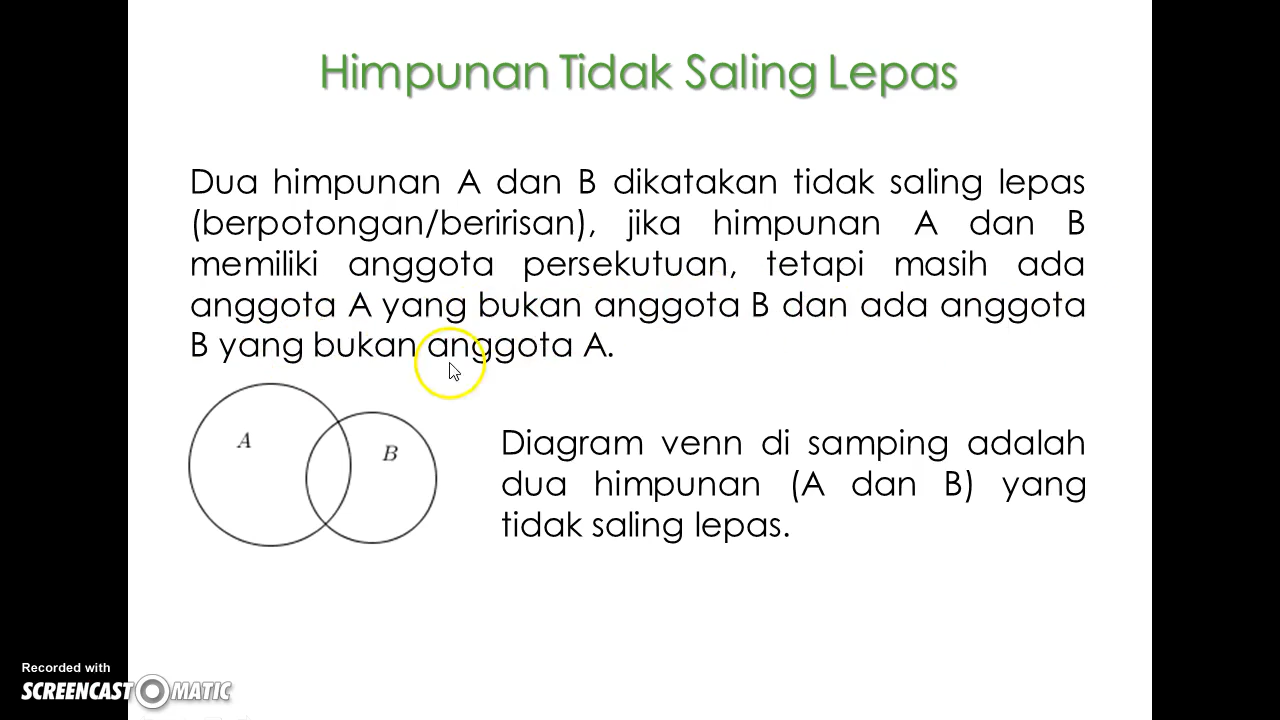 Himpunan Tidak Saling Lepas
Dua himpunan A dan B dikatakan tidak saling lepas
(berpotongan/beririsan), jika himpunan A dan B
memiliki anggota persekutuan, tetapi masih ada
anggota A yang bukan anggota B dan ada anggota
B yang bukan anggota A.
A
B
Diagram venn di samping adalah
dua himpunan (A dan B) yang
tidak saling lepas.
Recorded with
SCREENCAST MATIC